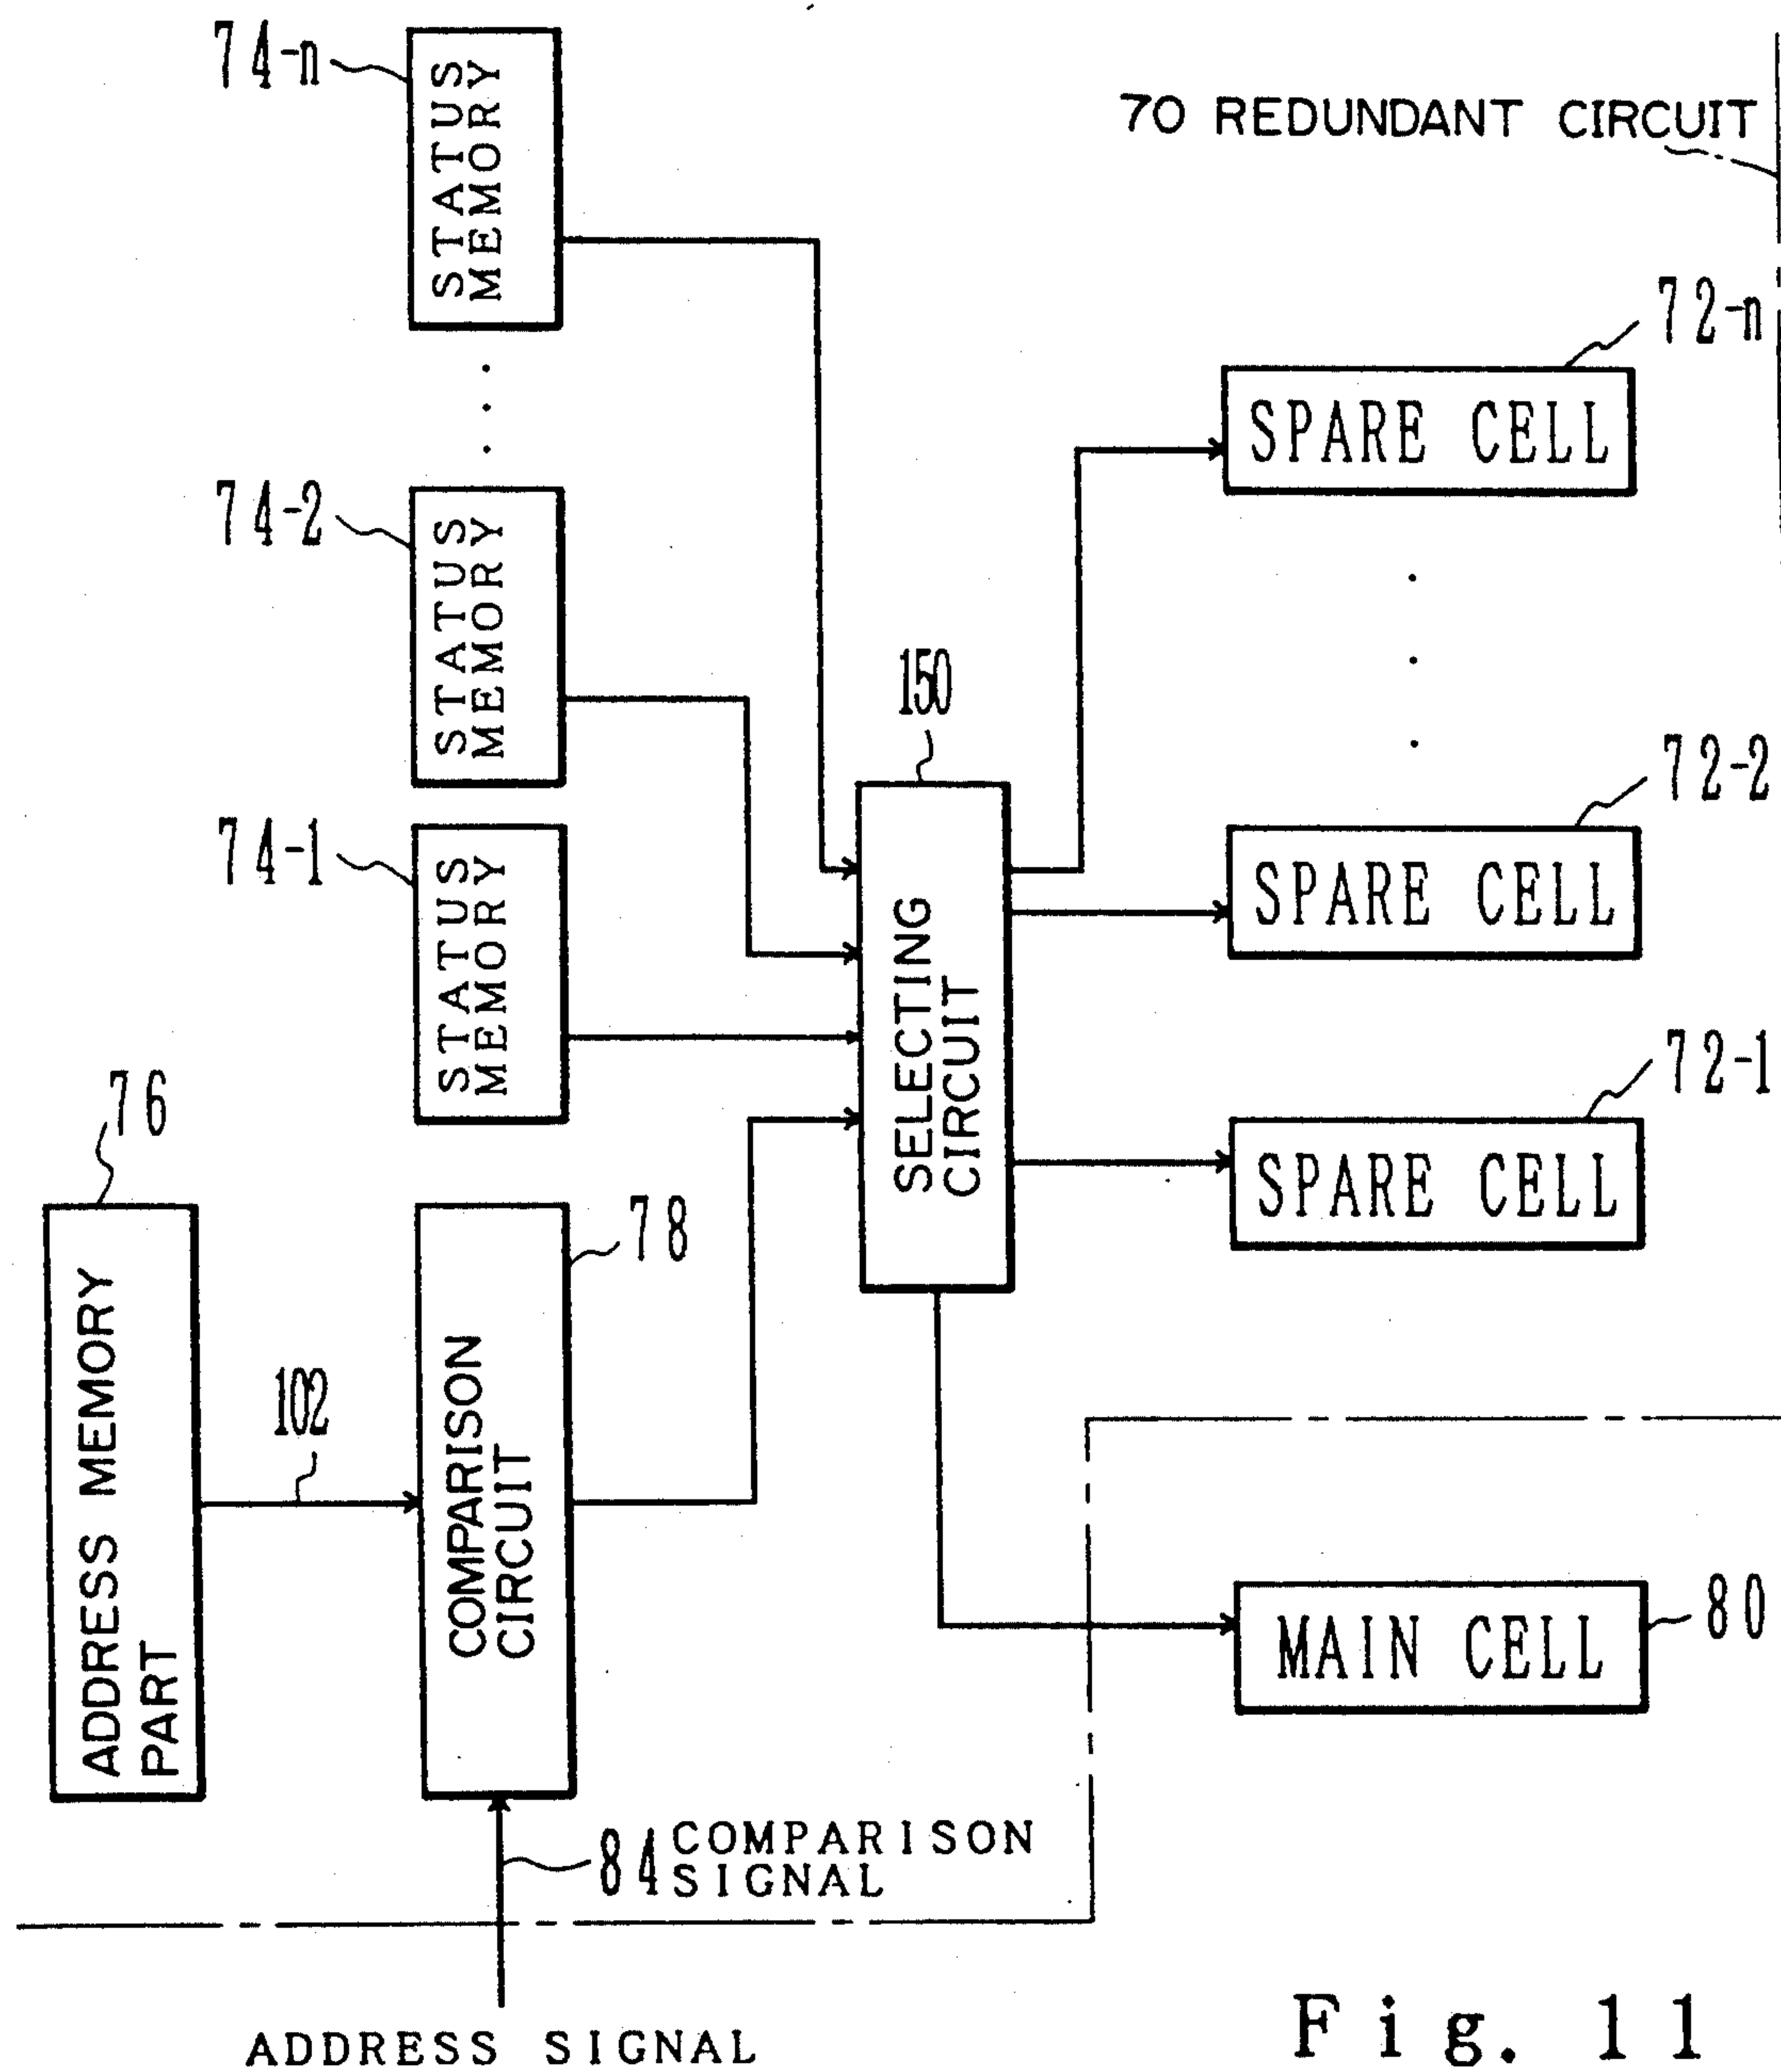 74-n
STATUS
MEMORY
70 REDUNDANT CIRCUIT
72-n
SPARE CELL
74-2
STATUS
MEMORY
150
72-2
SPARE CELL
74-1
STATUS
MEMORY
SELECTING
CIRCUIT
72-1
SPARE CELL
76
ADDRESS MEMORY
PART
102
COMPARISON
CIRCUIT
78
MAIN CELL
80
84 COMPARISON
SIGNAL
ADDRESS SIGNAL
Fig. 11